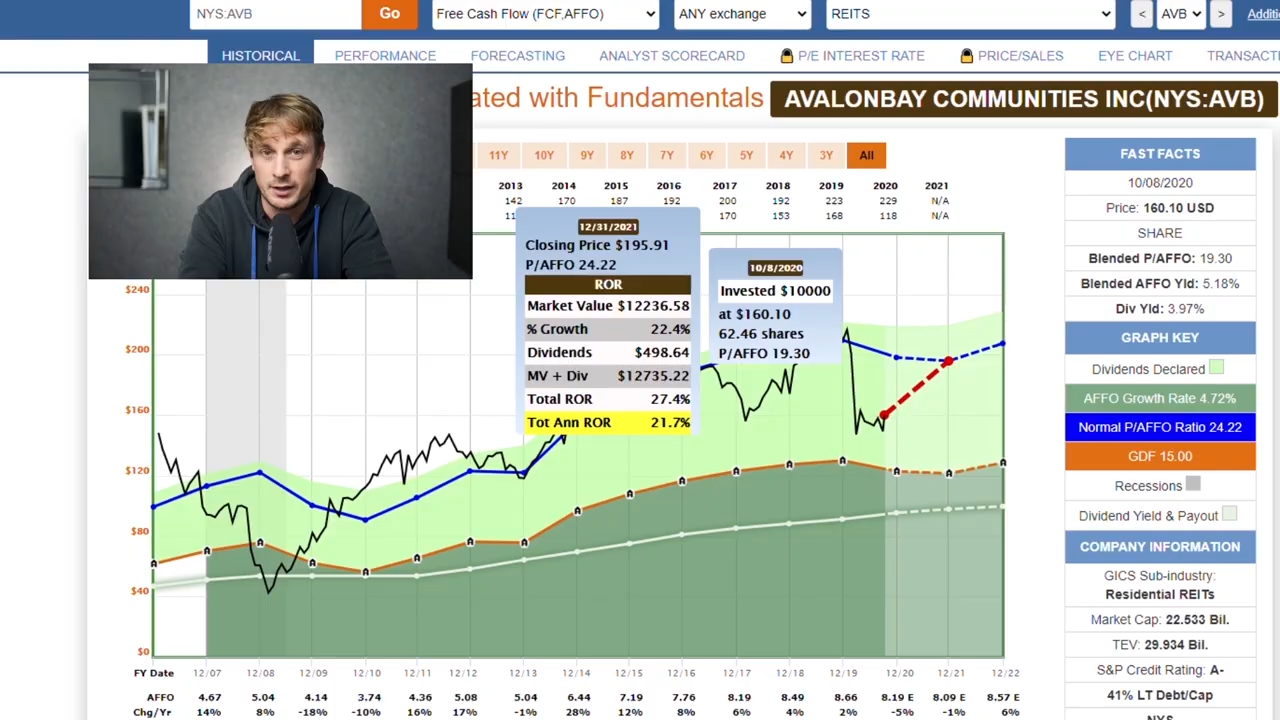 NYS:AVB Go Free Cash Flow (FCF,AFFO) ANY exchange REITS < AVB >
HISTORICAL PERFORMANCE FORECASTING ANALYST SCORECARD P/E INTEREST RATE PRICE/SALES EYE CHART TRANSACT
ated with Fundamentals AVALONBAY COMMUNITIES INC(NYS:AVB)
11Y 10Y 9Y 8Y 7Y 6Y 5Y 4Y 3Y All
2013 2014 2015 2016 2017 2018 2019 2020 2021
142 170 187 192 200 192 223 229 N/A
11 170 153 168 118 N/A
12/31/2021
Closing Price $195.91
P/AFFO 24.22
ROR
Market Value $12236.58
% Growth 22.4%
Dividends $498.64
MV + Div $12735.22
Total ROR 27.4%
Tot Ann ROR 21.7%
10/8/2020
Invested $10000
at $160.10
62.46 shares
P/AFFO 19.30
$240
$200
$160
$120
$80
$40
$0
FY Date 12/07 12/08 12/09 12/10 12/11 12/12 12/13 12/14 12/15 12/16 12/17 12/18 12/19 12/20 12/21 12/22
AFFO 4.67 5.04 4.14 3.74 4.36 5.08 5.04 6.44 7.19 7.76 8.19 8.49 8.66 8.19 E 8.09 E 8.57 E
Chg/Yr 14% 8% -18% -10% 16% 17% -1% 28% 12% 8% 6% 4% 2% -5% -1% 6%
FAST FACTS
10/08/2020
Price: 160.10 USD
SHARE
Blended P/AFFO: 19.30
Blended AFFO Yld: 5.18%
Div Yld: 3.97%
GRAPH KEY
Dividends Declared
AFFO Growth Rate 4.72%
Normal P/AFFO Ratio 24.22
GDF 15.00
Recessions
Dividend Yield & Payout
COMPANY INFORMATION
GICS Sub-industry:
Residential REITs
Market Cap: 22.533 Bil.
TEV: 29.934 Bil.
S&P Credit Rating: A-
41% LT Debt/Cap
NYS